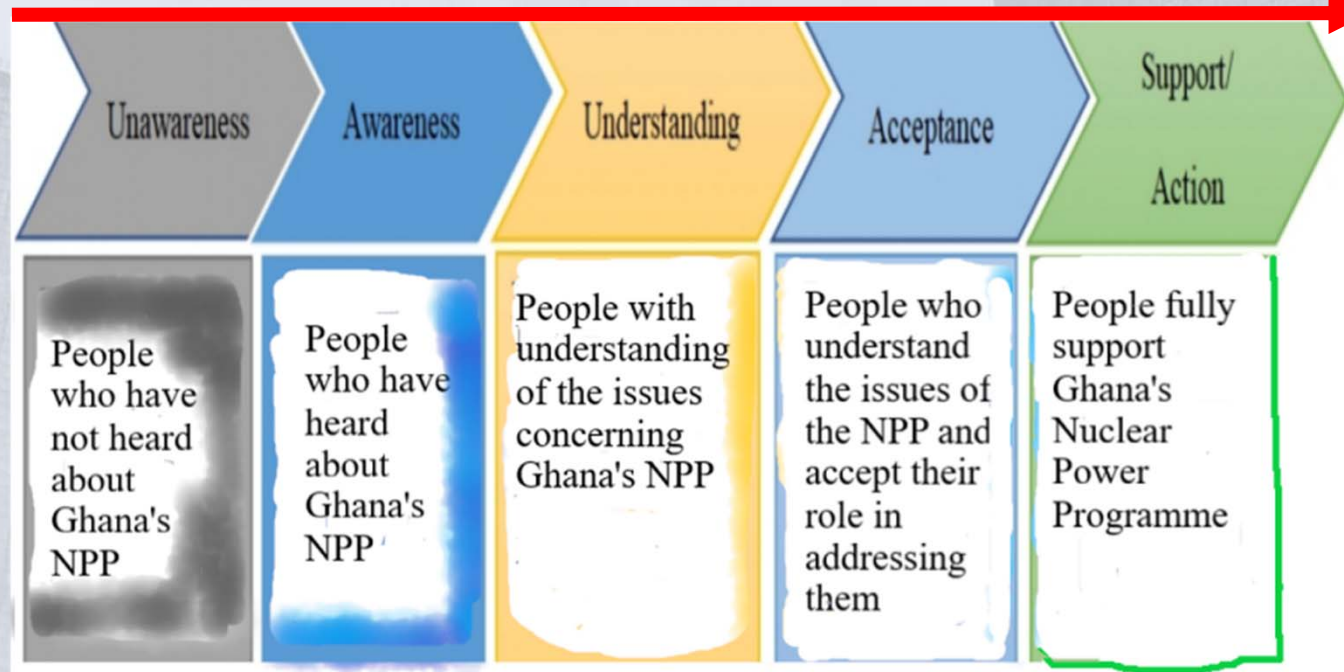 Unawareness
Awareness
Understanding
Acceptance
Support/
Action
People
who have
not heard
about
Ghana's
NPP
People
who have
heard
about
Ghana's
NPP
People with
understanding
of the issues
concerning
Ghana's NPP
People who
understand
the issues of
the NPP and
accept their
role in
addressing
them
People fully
support
Ghana's
Nuclear
Power
Programme